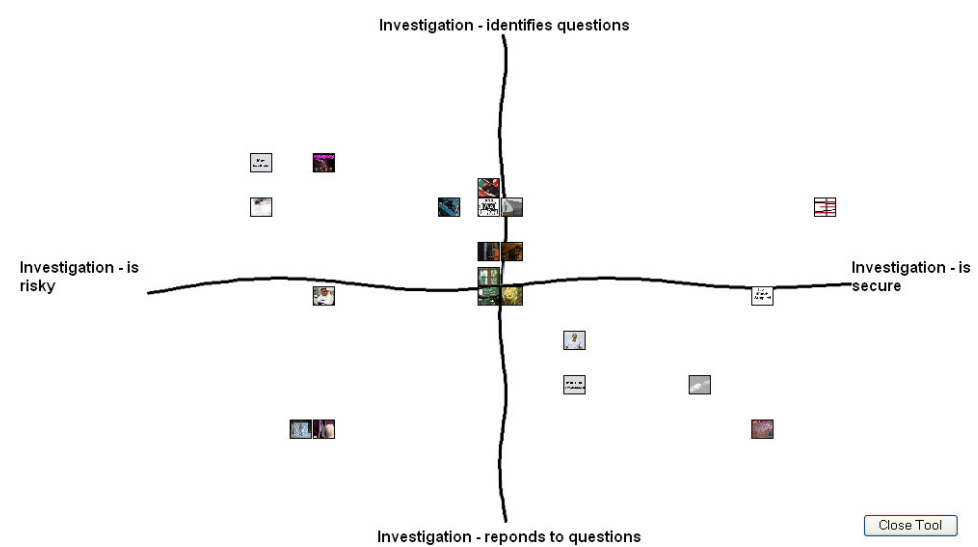 Investigation - identifies questions
Investigation - is
risky
Investigation - is
secure
Investigation - reponds to questions
Close Tool